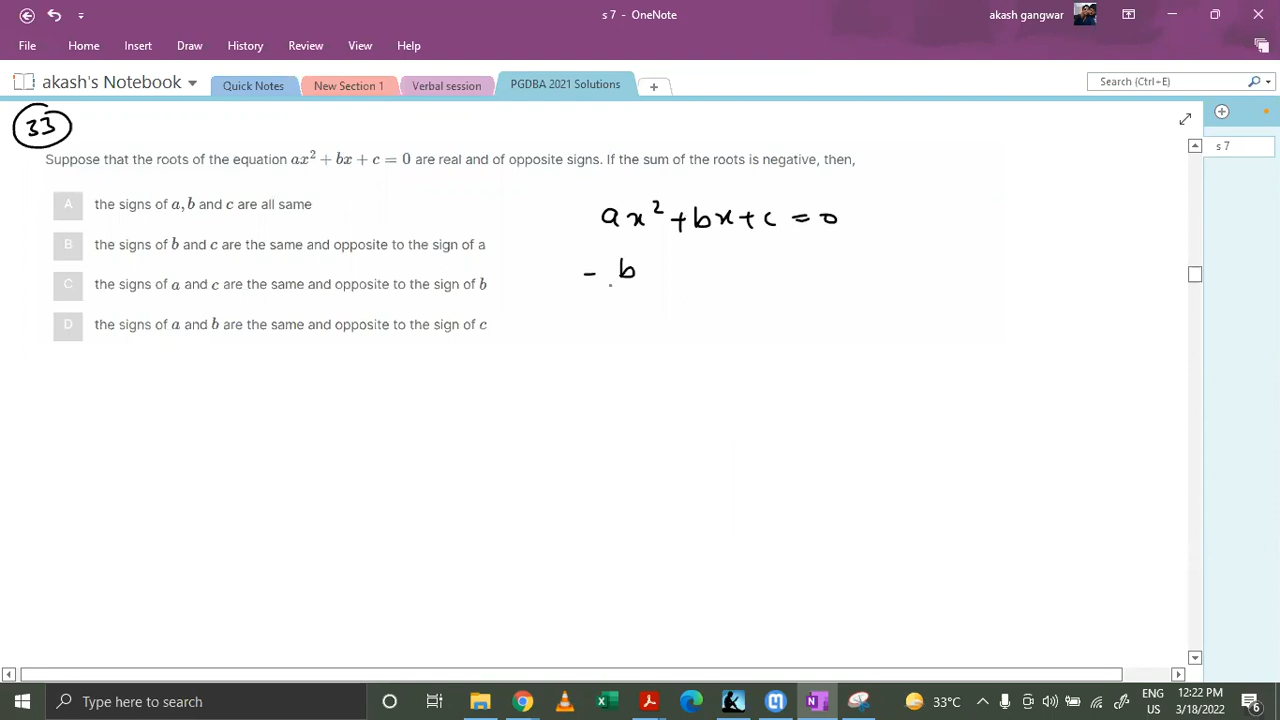 s 7 - OneNote
akash gangwar
File Home Insert Draw History Review View Help
akash's Notebook Quick Notes New Section 1 Verbal session PGDBA 2021 Solutions + Search (Ctrl+E)
33
s 7
Suppose that the roots of the equation ax² + bx + c = 0 are real and of opposite signs. If the sum of the roots is negative, then,
A the signs of a, b and c are all same
B the signs of b and c are the same and opposite to the sign of a
C the signs of a and c are the same and opposite to the sign of b
D the signs of a and b are the same and opposite to the sign of c
ax² + bx + c = 0
- b
Type here to search
33°C
ENG
US
12:22 PM
3/18/2022
6